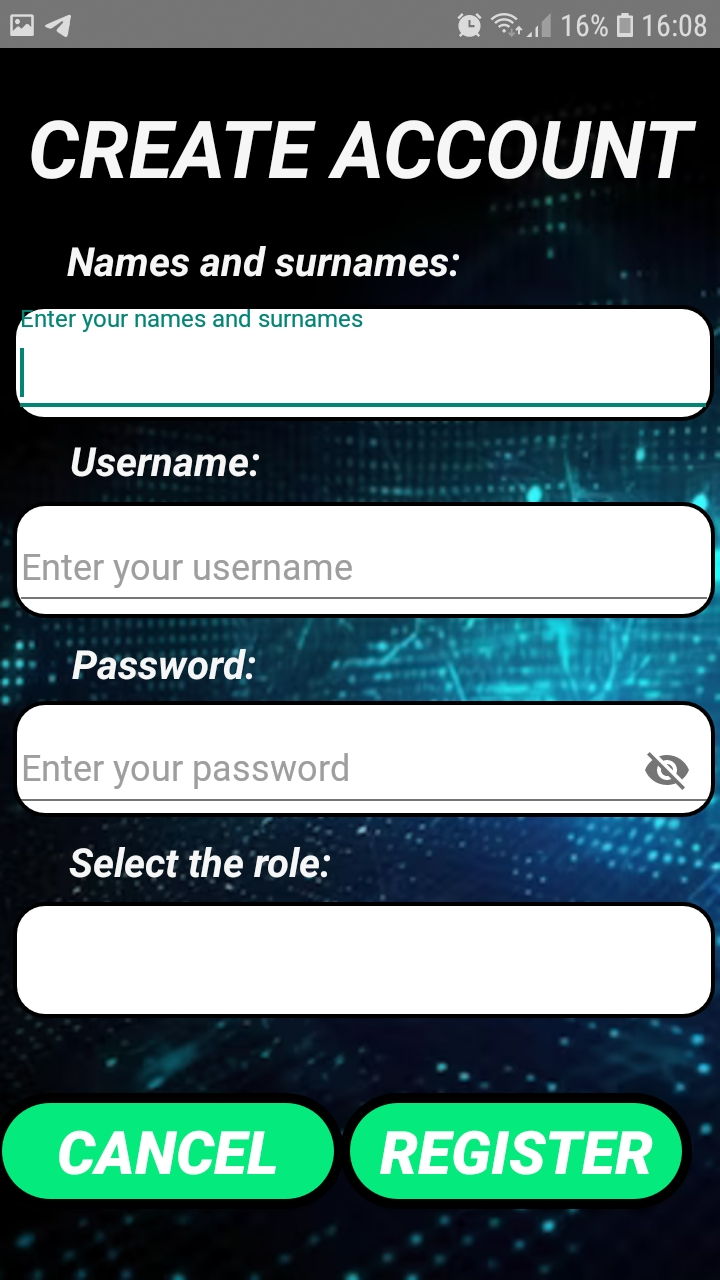 16% 16:08
CREATE ACCOUNT
Names and surnames:
Enter your names and surnames
Username:
Enter your username
Password:
Enter your password
Select the role:
CANCEL REGISTER